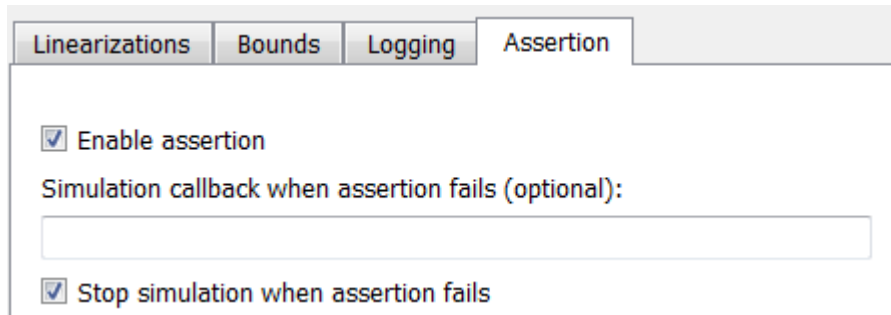 Linearizations Bounds Logging Assertion
Enable assertion
Simulation callback when assertion fails (optional):
Stop simulation when assertion fails